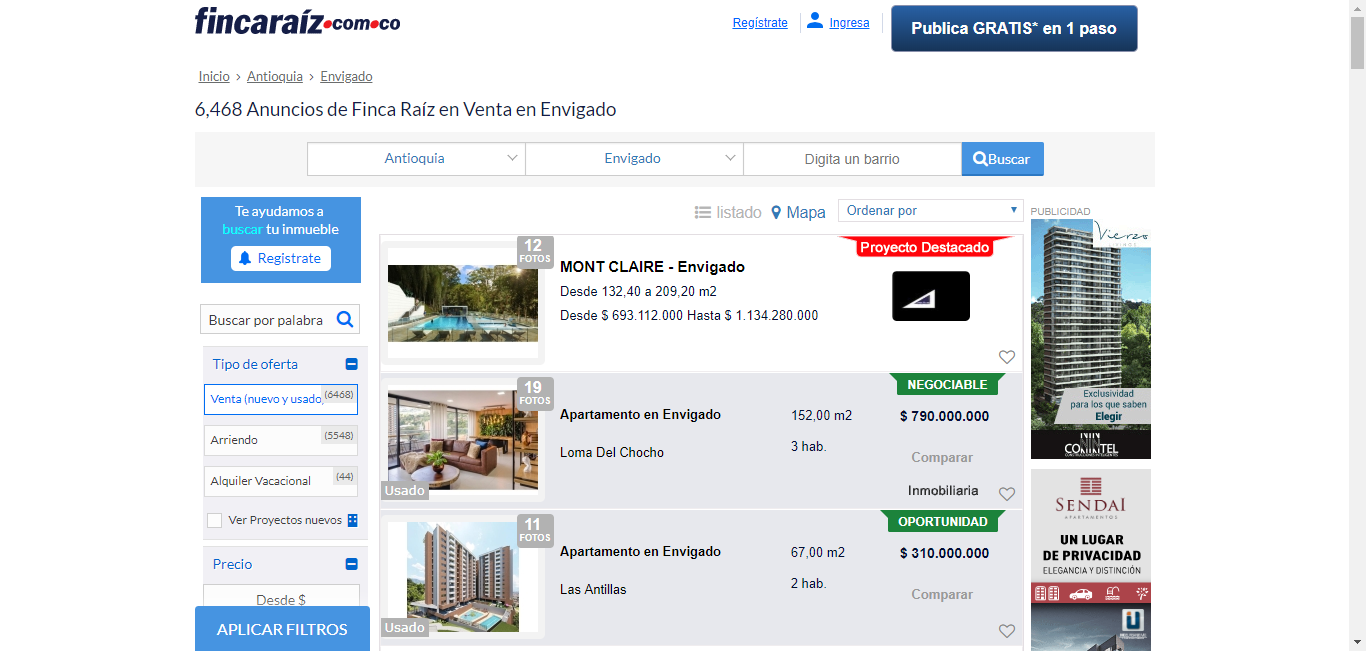 fincaraíz.com.co
Regístrate
Ingresa
Publica GRATIS* en 1 paso
Inicio › Antioquia › Envigado
6,468 Anuncios de Finca Raíz en Venta en Envigado
Antioquia
Envigado
Digita un barrio
Buscar
Te ayudamos a
buscar tu inmueble
Registrate
Buscar por palabra
Tipo de oferta
Venta (nuevo y usado)
(6468)
Arriendo
(5548)
Alquiler Vacacional
(44)
Ver Proyectos nuevos
Precio
Desde $
APLICAR FILTROS
listado
Mapa
Ordenar por
12
FOTOS
MONT CLAIRE - Envigado
Desde 132,40 a 209,20 m2
Desde $ 693.112.000 Hasta $ 1.134.280.000
Proyecto Destacado
19
FOTOS
Usado
Apartamento en Envigado
Loma Del Chocho
152,00 m2
3 hab.
NEGOCIABLE
$ 790.000.000
Comparar
Inmobiliaria
11
FOTOS
Usado
Apartamento en Envigado
Las Antillas
67,00 m2
2 hab.
OPORTUNIDAD
$ 310.000.000
Comparar
PUBLICIDAD
Vierzo
Exclusividad
para los que saben
Elegir
CONINTEL
CONSTRUCCIONES INTELIGENTES
SENDAI
APARTAMENTOS
UN LUGAR
DE PRIVACIDAD
ELEGANCIA Y DISTINCIÓN